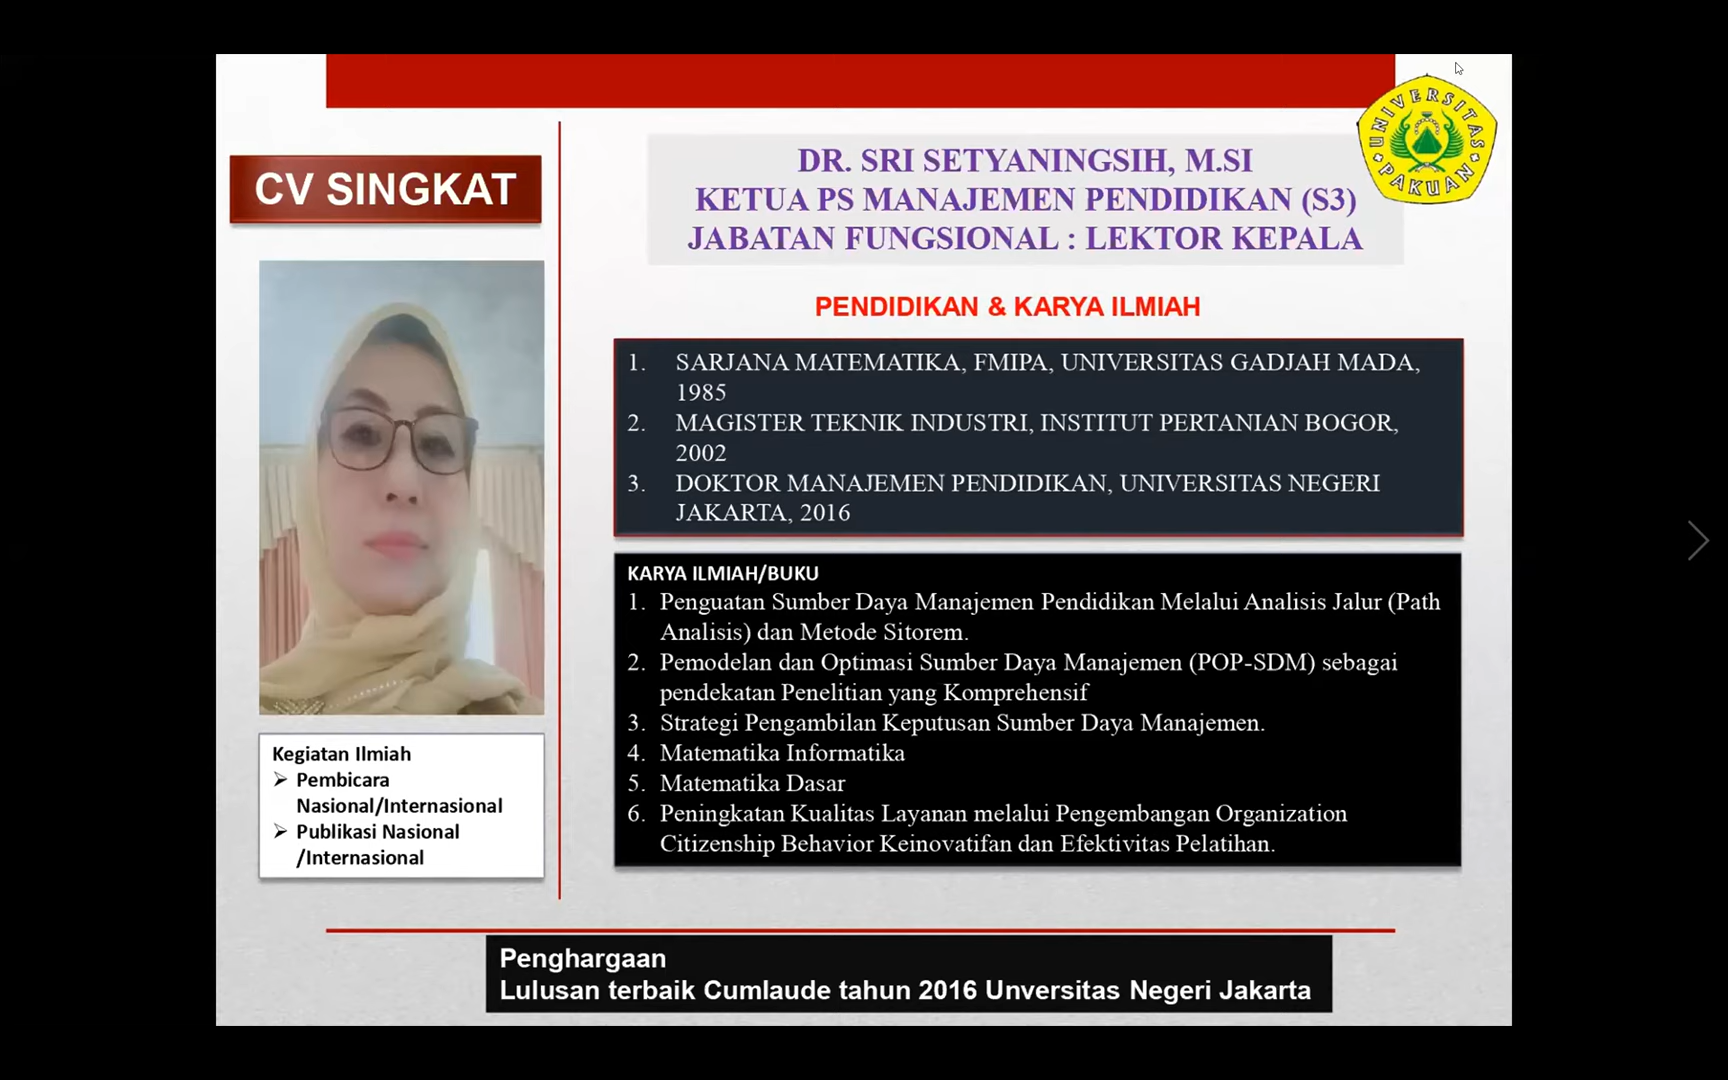 UNIVERSITAS
PAKUAN
CV SINGKAT
DR. SRI SETYANINGSIH, M.SI
KETUA PS MANAJEMEN PENDIDIKAN (S3)
JABATAN FUNGSIONAL : LEKTOR KEPALA
PENDIDIKAN & KARYA ILMIAH
1. SARJANA MATEMATIKA, FMIPA, UNIVERSITAS GADJAH MADA,
1985
2. MAGISTER TEKNIK INDUSTRI, INSTITUT PERTANIAN BOGOR,
2002
3. DOKTOR MANAJEMEN PENDIDIKAN, UNIVERSITAS NEGERI
JAKARTA, 2016
KARYA ILMIAH/BUKU
1. Penguatan Sumber Daya Manajemen Pendidikan Melalui Analisis Jalur (Path
Analisis) dan Metode Sitorem.
2. Pemodelan dan Optimasi Sumber Daya Manajemen (POP-SDM) sebagai
pendekatan Penelitian yang Komprehensif
3. Strategi Pengambilan Keputusan Sumber Daya Manajemen.
4. Matematika Informatika
5. Matematika Dasar
6. Peningkatan Kualitas Layanan melalui Pengembangan Organization
Citizenship Behavior Keinovatifan dan Efektivitas Pelatihan.
Kegiatan Ilmiah
➢ Pembicara
Nasional/Internasional
➢ Publikasi Nasional
/Internasional
Penghargaan
Lulusan terbaik Cumlaude tahun 2016 Unversitas Negeri Jakarta